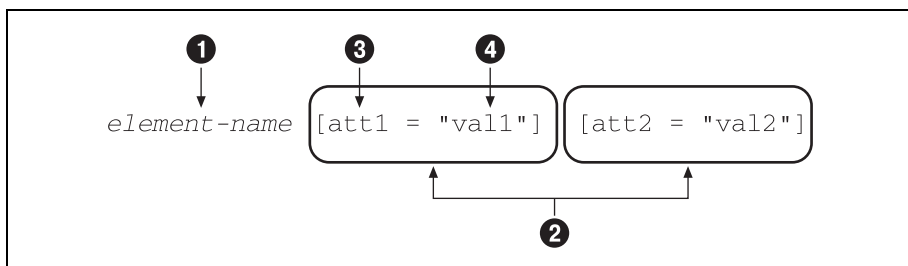 1 3 4
element-name [att1 = "val1"] [att2 = "val2"]
2